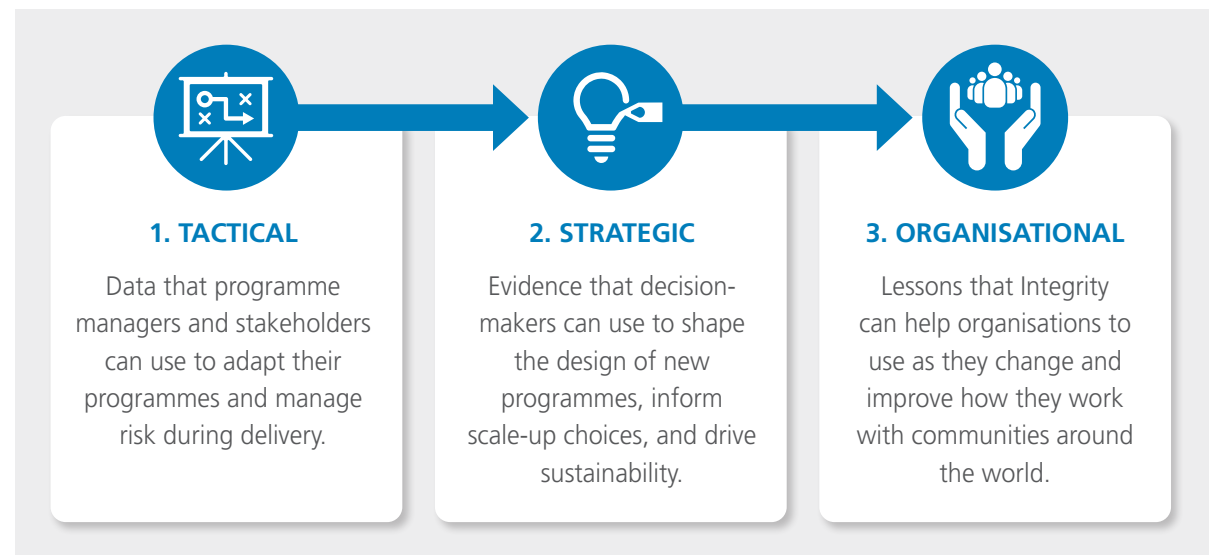 1. TACTICAL
Data that programme
managers and stakeholders
can use to adapt their
programmes and manage
risk during delivery.
2. STRATEGIC
Evidence that decision-
makers can use to shape
the design of new
programmes, inform
scale-up choices, and drive
sustainability.
3. ORGANISATIONAL
Lessons that Integrity
can help organisations to
use as they change and
improve how they work
with communities around
the world.